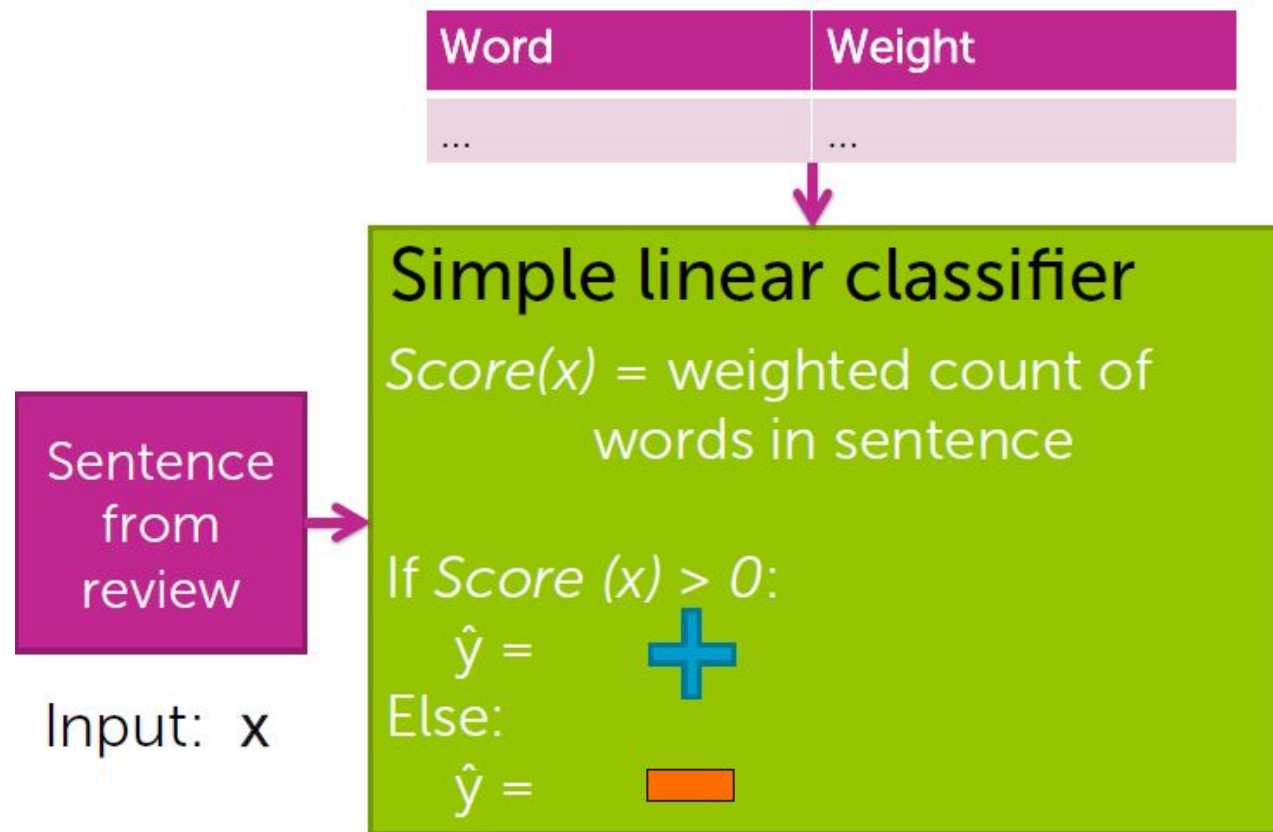 Word Weight
... ...
Simple linear classifier
Score(x) = weighted count of
words in sentence
Sentence
from
review
If Score (x) > 0:
ŷ =
Else:
ŷ =
Input: x